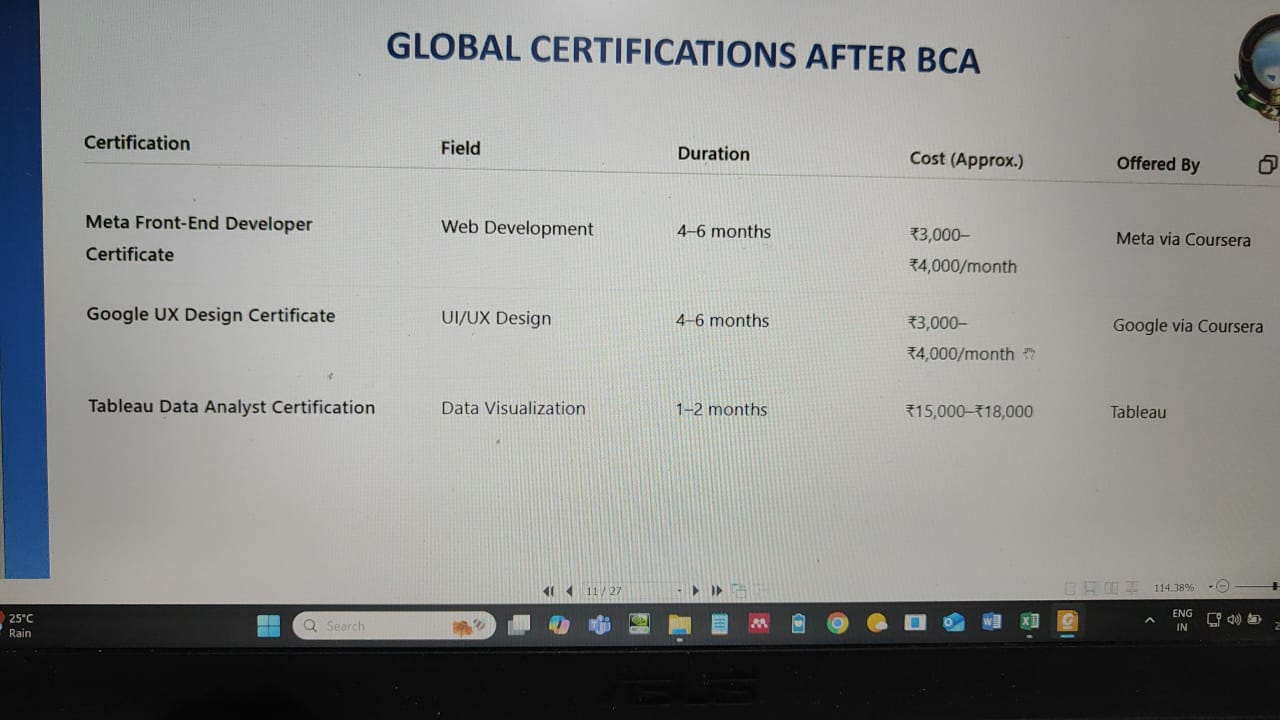 GLOBAL CERTIFICATIONS AFTER BCA
Certification Field Duration Cost (Approx.) Offered By
Meta Front-End Developer Certificate Web Development 4–6 months ₹3,000–₹4,000/month Meta via Coursera
Google UX Design Certificate UI/UX Design 4–6 months ₹3,000–₹4,000/month Google via Coursera
Tableau Data Analyst Certification Data Visualization 1–2 months ₹15,000–₹18,000 Tableau
11 / 27
114.38%
25°C
Rain
Search
ENG
IN
ASUS